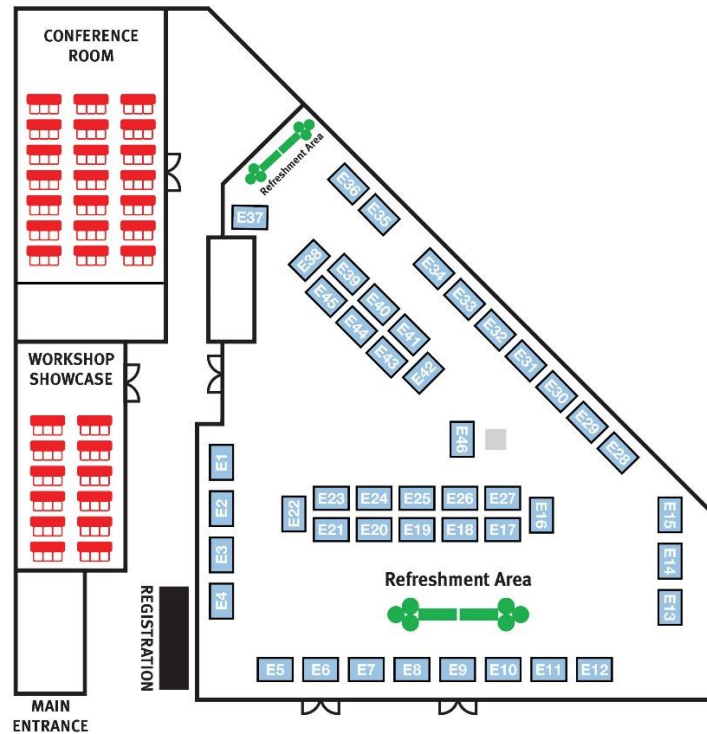 CONFERENCE
ROOM
Refreshment Area
E36
E35
E37
E38
E39
E34
E45
E40
E33
E44
E41
E32
E43
E42
E31
WORKSHOP
SHOWCASE
E30
E29
E28
E46
E1
E2
E3
E4
E22
E23
E24
E25
E26
E27
E16
E21
E20
E19
E18
E17
E15
E14
E13
Refreshment Area
REGISTRATION
E5
E6
E7
E8
E9
E10
E11
E12
MAIN
ENTRANCE